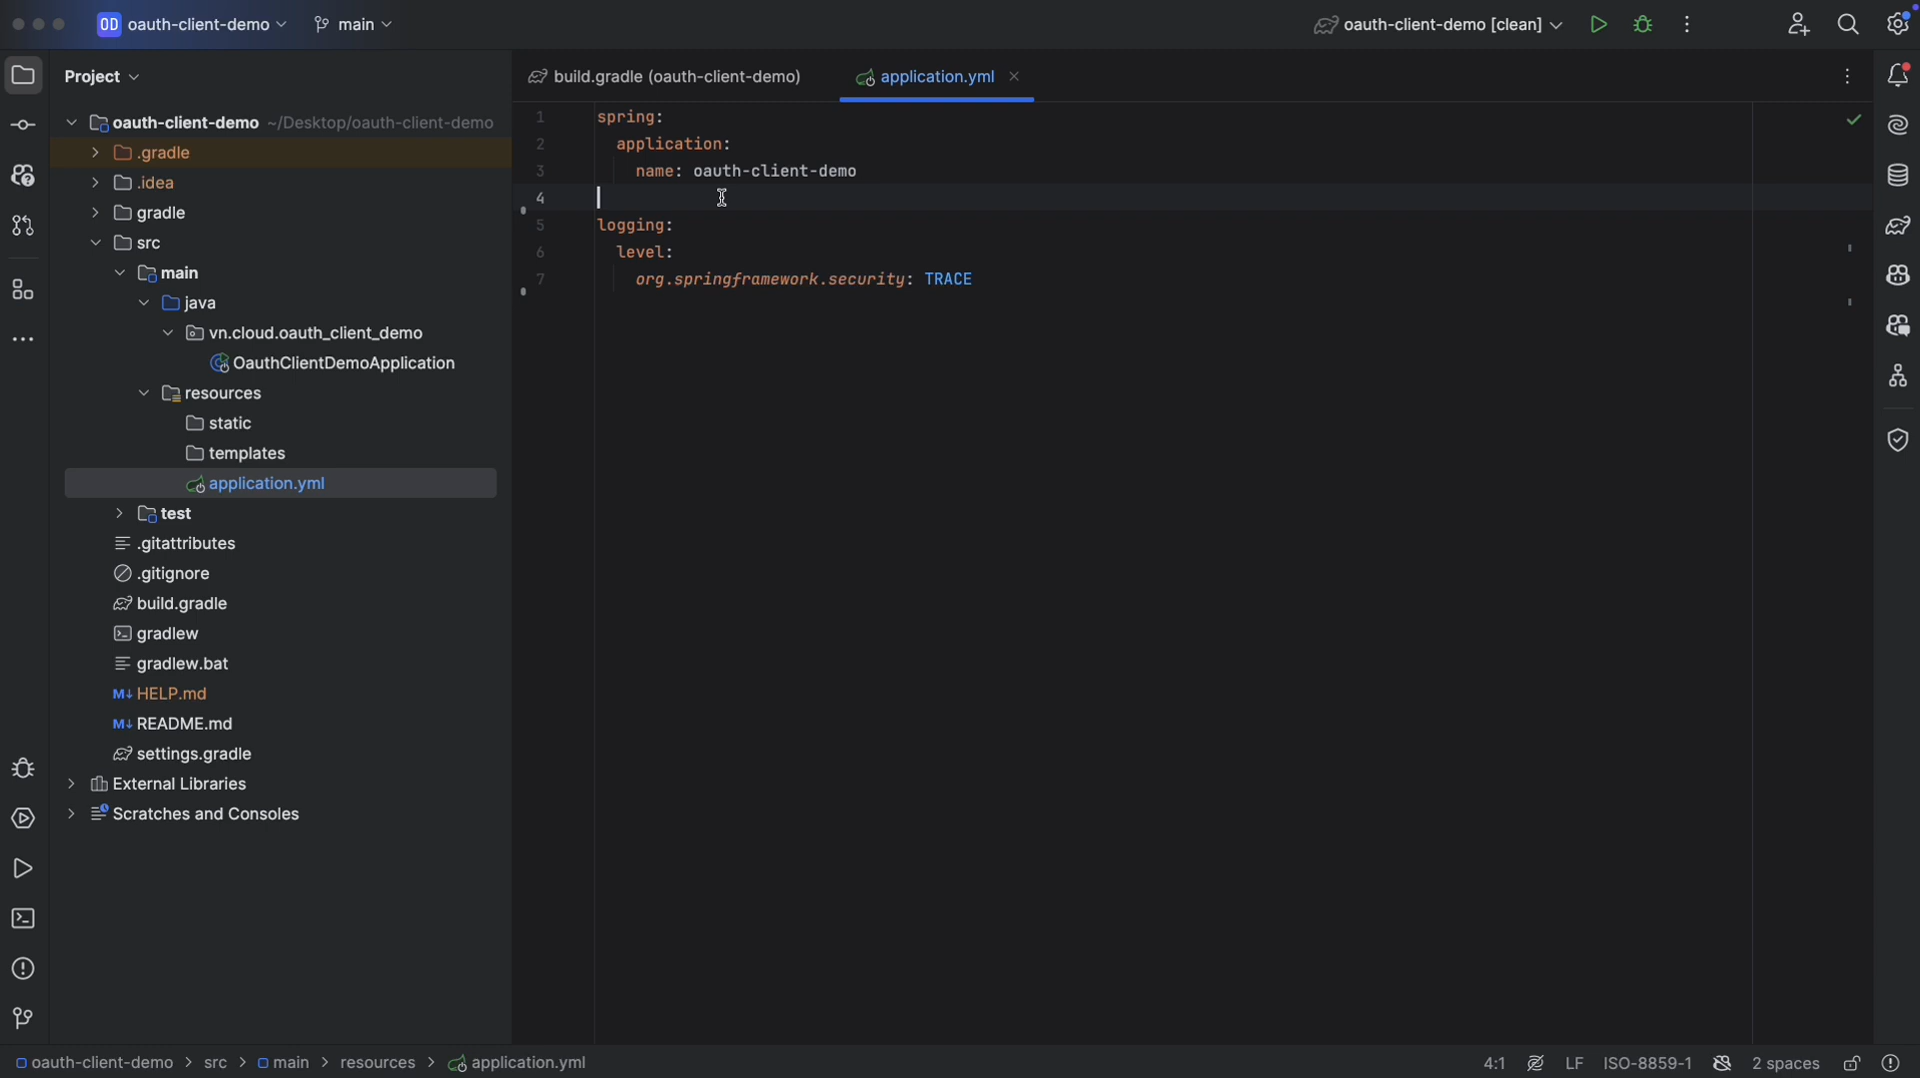 OD oauth-client-demo main oauth-client-demo [clean]
Project
build.gradle (oauth-client-demo) application.yml
oauth-client-demo ~/Desktop/oauth-client-demo
.gradle
.idea
gradle
src
main
java
vn.cloud.oauth_client_demo
OauthClientDemoApplication
resources
static
templates
application.yml
test
.gitattributes
.gitignore
build.gradle
gradlew
gradlew.bat
M↓ HELP.md
M↓ README.md
settings.gradle
External Libraries
Scratches and Consoles
1 spring:
2 application:
3 name: oauth-client-demo
4
5 logging:
6 level:
7 org.springframework.security: TRACE
oauth-client-demo > src > main > resources > application.yml 4:1 LF ISO-8859-1 2 spaces